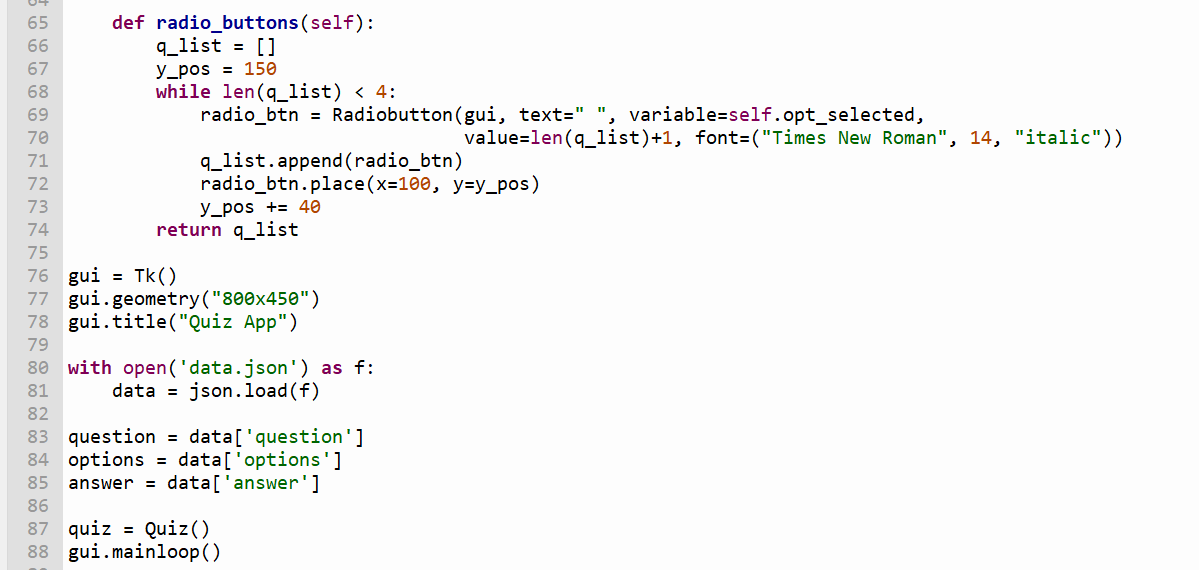 65     def radio_buttons(self):
66         q_list = []
67         y_pos = 150
68         while len(q_list) < 4:
69             radio_btn = Radiobutton(gui, text=" ", variable=self.opt_selected,
70                                     value=len(q_list)+1, font=("Times New Roman", 14, "italic"))
71             q_list.append(radio_btn)
72             radio_btn.place(x=100, y=y_pos)
73             y_pos += 40
74         return q_list
75
76 gui = Tk()
77 gui.geometry("800x450")
78 gui.title("Quiz App")
79
80 with open('data.json') as f:
81     data = json.load(f)
82
83 question = data['question']
84 options = data['options']
85 answer = data['answer']
86
87 quiz = Quiz()
88 gui.mainloop()